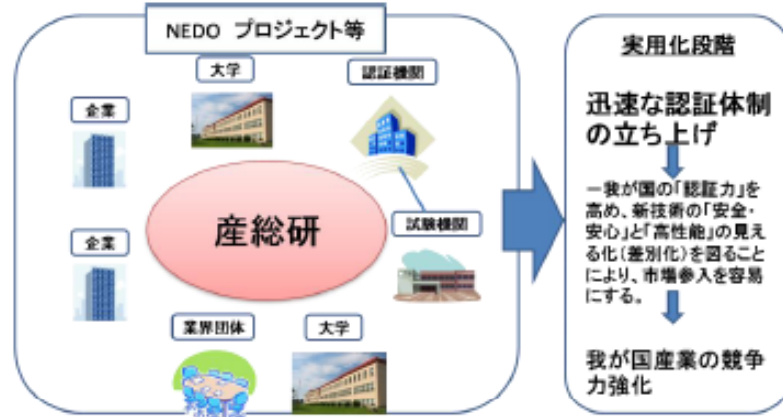 NEDO プロジェクト等
大学
認証機関
企業
産総研
試験機関
企業
業界団体
大学
実用化段階
迅速な認証体制
の立ち上げ
－我が国の「認証力」を
高め、新技術の「安全・
安心」と「高性能」の見え
る化(差別化)を図ること
により、市場参入を容易
にする。
我が国産業の競争
力強化